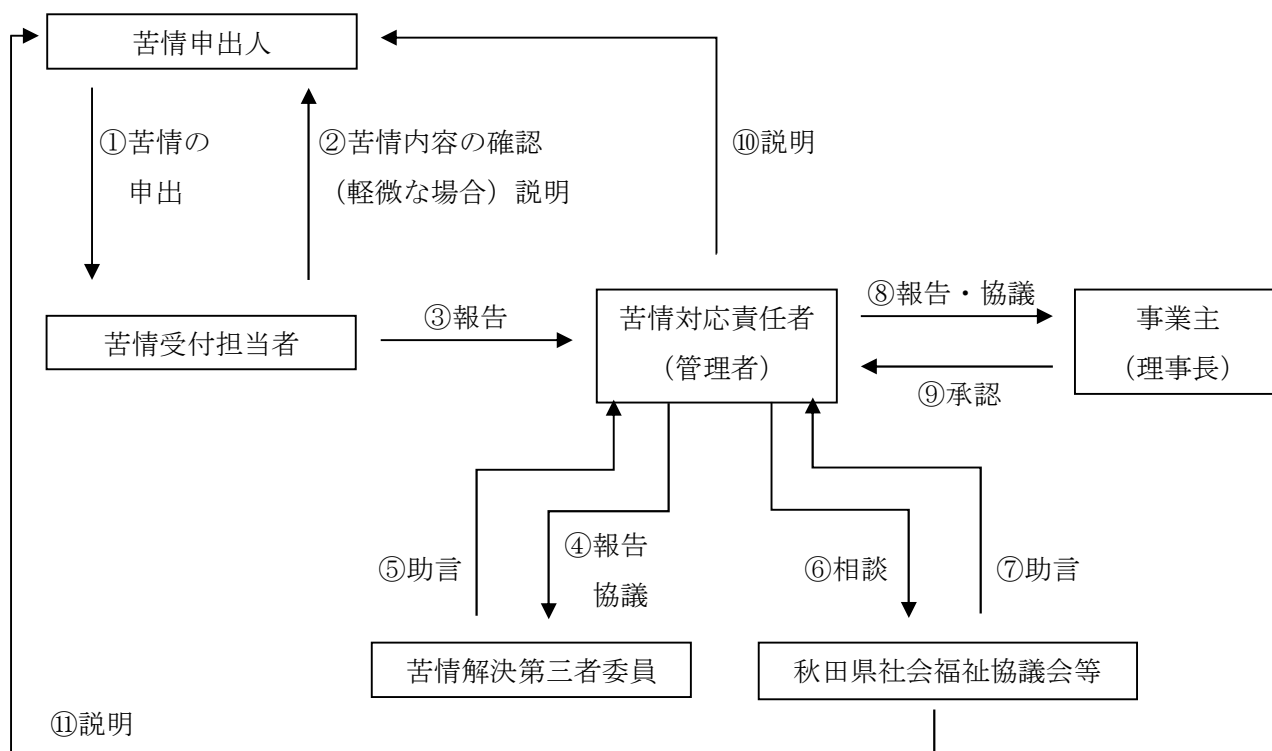 苦情申出人
①苦情の
申出
②苦情内容の確認
（軽微な場合）説明
⑩説明
苦情受付担当者
③報告
苦情対応責任者
（管理者）
⑧報告・協議
⑨承認
事業主
（理事長）
⑤助言
④報告
協議
⑥相談
⑦助言
苦情解決第三者委員
秋田県社会福祉協議会等
⑪説明